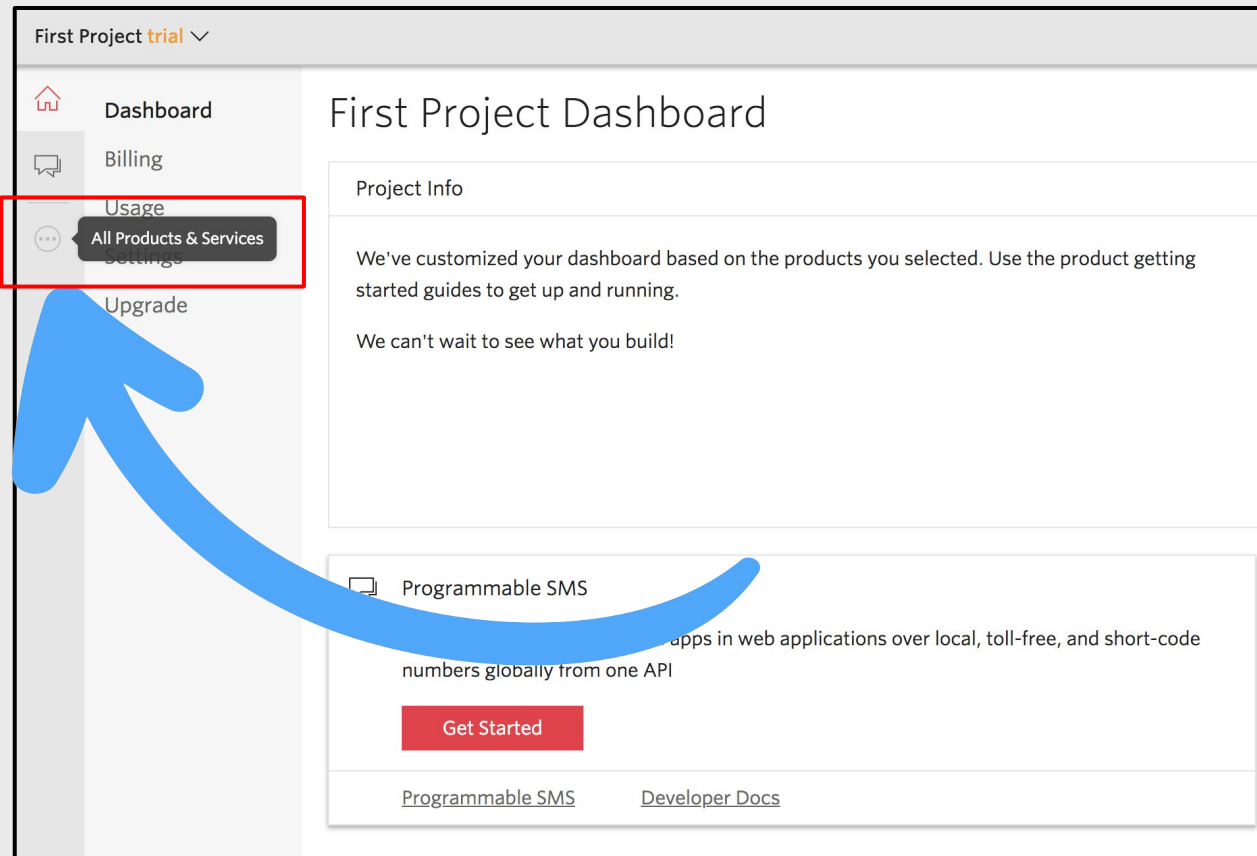 First Project trial
Dashboard
Billing
Usage
All Products & Services
Settings
Upgrade
First Project Dashboard
Project Info
We've customized your dashboard based on the products you selected. Use the product getting
started guides to get up and running.
We can't wait to see what you build!
Programmable SMS
apps in web applications over local, toll-free, and short-code
numbers globally from one API
Get Started
Programmable SMS
Developer Docs